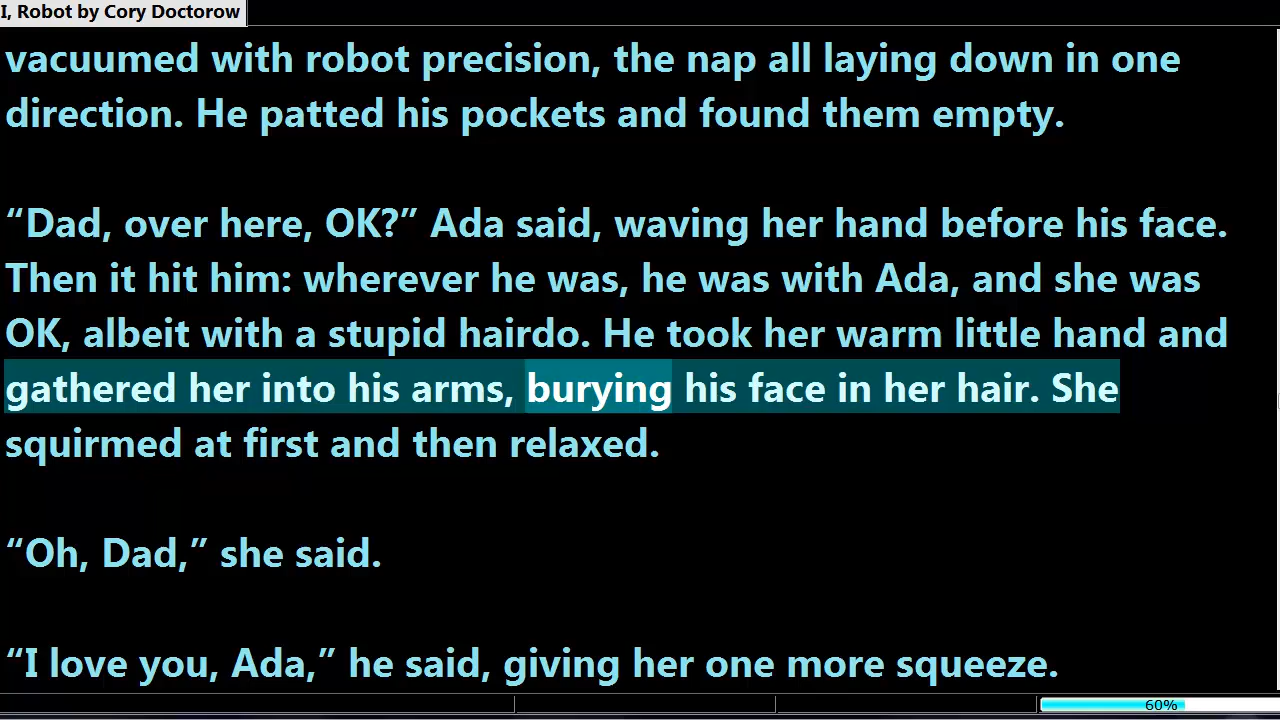 I, Robot by Cory Doctorow
vacuumed with robot precision, the nap all laying down in one
direction. He patted his pockets and found them empty.
“Dad, over here, OK?” Ada said, waving her hand before his face.
Then it hit him: wherever he was, he was with Ada, and she was
OK, albeit with a stupid hairdo. He took her warm little hand and
gathered her into his arms, burying his face in her hair. She
squirmed at first and then relaxed.
“Oh, Dad,” she said.
“I love you, Ada,” he said, giving her one more squeeze.
60%